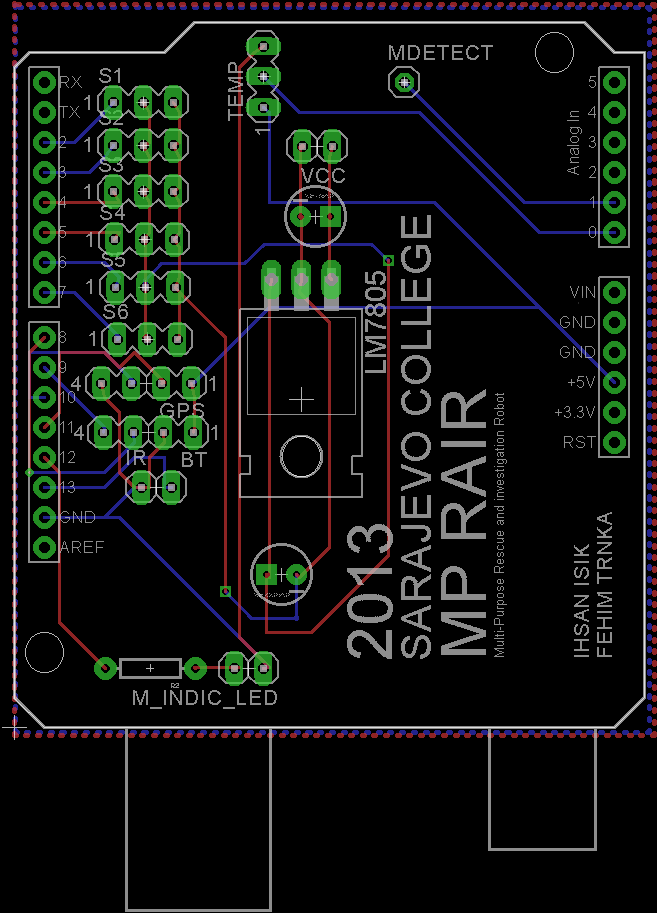 MDETECT
TEMP
1
S1
1
S2
1
S3
1
S4
1
S5
1
S6
1
4
1
GPS
4
1
IR
BT
RX
TX
2
3
4
5
6
7
8
9
10
11
12
13
GND
AREF
VCC
LM7805
5
4
3
2
1
0
Analog In
VIN
GND
GND
+5V
+3.3V
RST
2013
SARAJEVO COLLEGE
MP RAIR
Multi-Purpose Rescue and investigation Robot
IHSAN ISIK
FEHIM TRNKA
R2
M_INDIC_LED